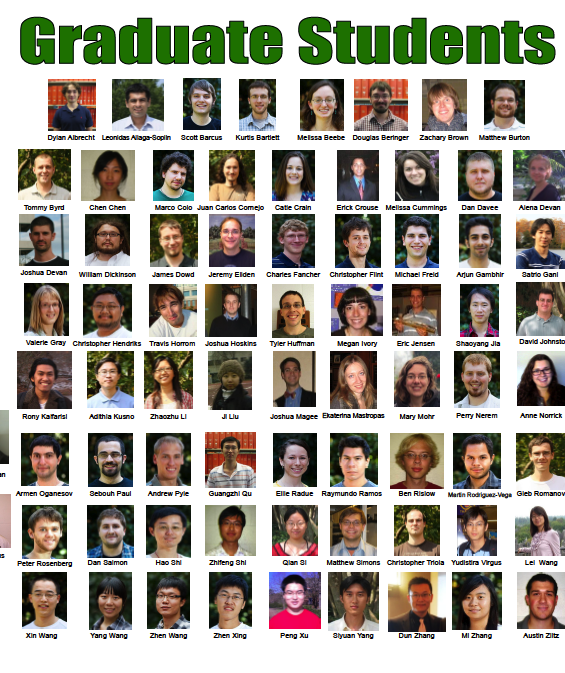 Graduate Students
Dylan Albrecht Leonidas Aliaga-Soplin Scott Barcus Kurtis Bartlett Melissa Beebe Douglas Beringer Zachary Brown Matthew Burton
Tommy Byrd Chen Chen Marco Colo Juan Carlos Cornejo Catie Crain Erick Crouse Melissa Cummings Dan Davee Alena Devan
Joshua Devan William Dickinson James Dowd Jeremy Ellden Charles Fancher Christopher Flint Michael Freid Arjun Gambhir Satrio Gani
Valerie Gray Christopher Hendriks Travis Horrom Joshua Hoskins Tyler Huffman Megan Ivory Eric Jensen Shaoyang Jia David Johnsto
Rony Kalfarisi Adithia Kusno Zhaozhu Li Ji Liu Joshua Magee Ekaterina Mastropas Mary Mohr Perry Nerem Anne Norrick
an
Armen Oganesov Sebouh Paul Andrew Pyle Guangzhi Qu Ellie Radue Raymundo Ramos Ben Rislow Martin Rodriguez-Vega Gleb Romanov
us
Peter Rosenberg Dan Salmon Hao Shi Zhifeng Shi Qian Si Matthew Simons Christopher Triola Yudistira Virgus Lei Wang
Xin Wang Yang Wang Zhen Wang Zhen Xing Peng Xu Siyuan Yang Dun Zhang Mi Zhang Austin Ziltz